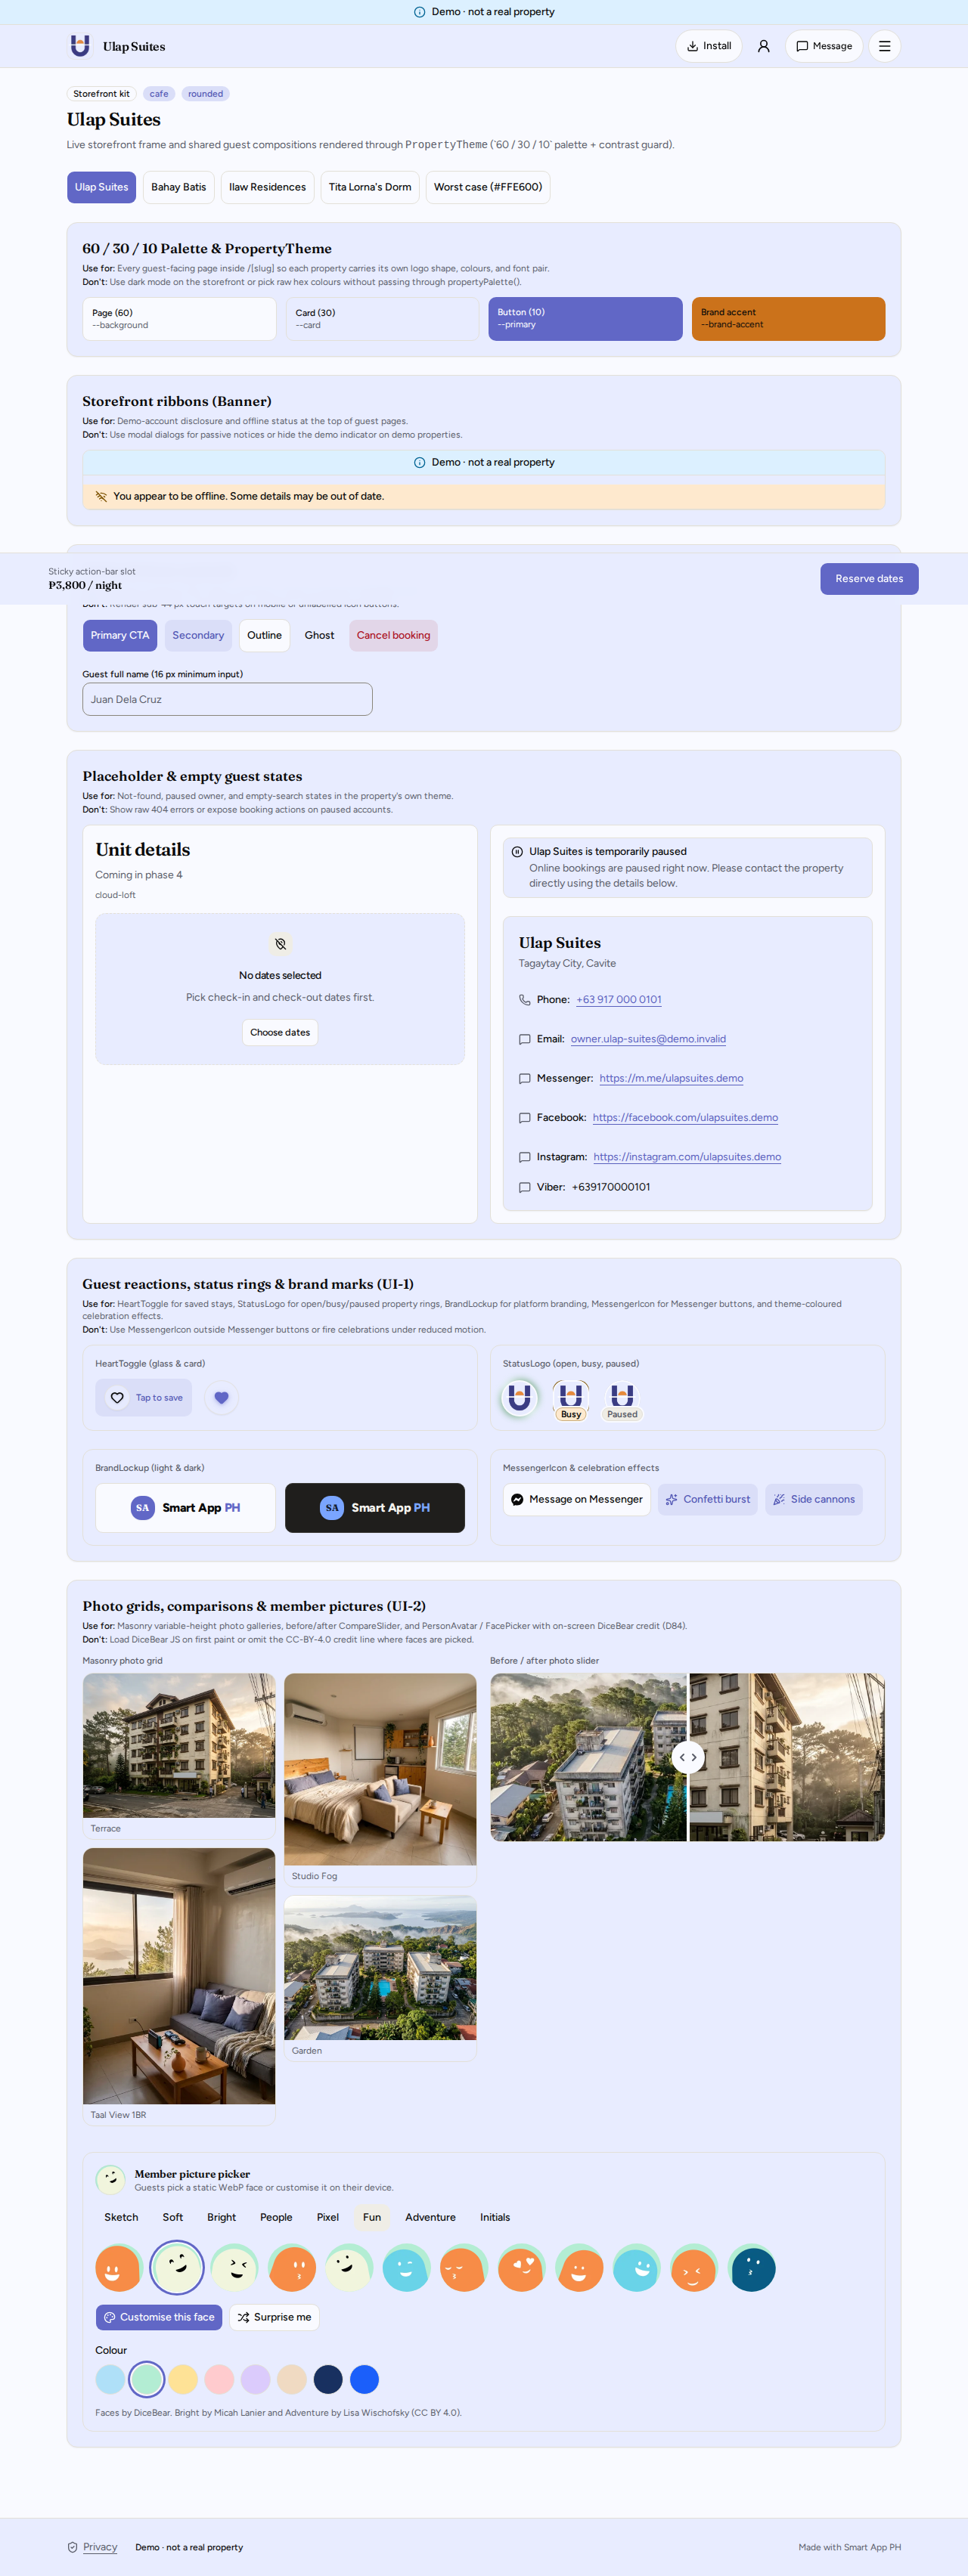 Demo · not a real property
Ulap Suites
Install
Message
Storefront kit
cafe
rounded
Ulap Suites
Live storefront frame and shared guest compositions rendered through PropertyTheme (`60 / 30 / 10` palette + contrast guard).
Ulap Suites
Bahay Batis
Ilaw Residences
Tita Lorna's Dorm
Worst case (#FFE600)
60 / 30 / 10 Palette & PropertyTheme
Use for: Every guest-facing page inside /[slug] so each property carries its own logo shape, colours, and font pair.
Don't: Use dark mode on the storefront or pick raw hex colours without passing through propertyPalette().
Page (60)
--background
Card (30)
--card
Button (10)
--primary
Brand accent
--brand-accent
Storefront ribbons (Banner)
Use for: Demo-account disclosure and offline status at the top of guest pages.
Don't: Use modal dialogs for passive notices or hide the demo indicator on demo properties.
Demo · not a real property
You appear to be offline. Some details may be out of date.
Sticky action-bar slot
₱3,800 / night
Reserve dates
Don't: Render sub-44 px touch targets on mobile or unlabelled icon buttons.
Primary CTA
Secondary
Outline
Ghost
Cancel booking
Guest full name (16 px minimum input)
Juan Dela Cruz
Placeholder & empty guest states
Use for: Not-found, paused owner, and empty-search states in the property's own theme.
Don't: Show raw 404 errors or expose booking actions on paused accounts.
Unit details
Coming in phase 4
cloud-loft
No dates selected
Pick check-in and check-out dates first.
Choose dates
Ulap Suites is temporarily paused
Online bookings are paused right now. Please contact the property
directly using the details below.
Ulap Suites
Tagaytay City, Cavite
Phone: +63 917 000 0101
Email: owner.ulap-suites@demo.invalid
Messenger: https://m.me/ulapsuites.demo
Facebook: https://facebook.com/ulapsuites.demo
Instagram: https://instagram.com/ulapsuites.demo
Viber: +639170000101
Guest reactions, status rings & brand marks (UI-1)
Use for: HeartToggle for saved stays, StatusLogo for open/busy/paused property rings, BrandLockup for platform branding, MessengerIcon for Messenger buttons, and theme-coloured
celebration effects.
Don't: Use MessengerIcon outside Messenger buttons or fire celebrations under reduced motion.
HeartToggle (glass & card)
Tap to save
StatusLogo (open, busy, paused)
Busy
Paused
BrandLockup (light & dark)
SA Smart App PH
SA Smart App PH
MessengerIcon & celebration effects
Message on Messenger
Confetti burst
Side cannons
Photo grids, comparisons & member pictures (UI-2)
Use for: Masonry variable-height photo galleries, before/after CompareSlider, and PersonAvatar / FacePicker with on-screen DiceBear credit (D84).
Don't: Load DiceBear JS on first paint or omit the CC-BY-4.0 credit line where faces are picked.
Masonry photo grid
Before / after photo slider
Terrace
Studio Fog
Taal View 1BR
Garden
Member picture picker
Guests pick a static WebP face or customise it on their device.
Sketch
Soft
Bright
People
Pixel
Fun
Adventure
Initials
Customise this face
Surprise me
Colour
Faces by DiceBear. Bright by Micah Lanier and Adventure by Lisa Wischofsky (CC BY 4.0).
Privacy
Demo · not a real property
Made with Smart App PH